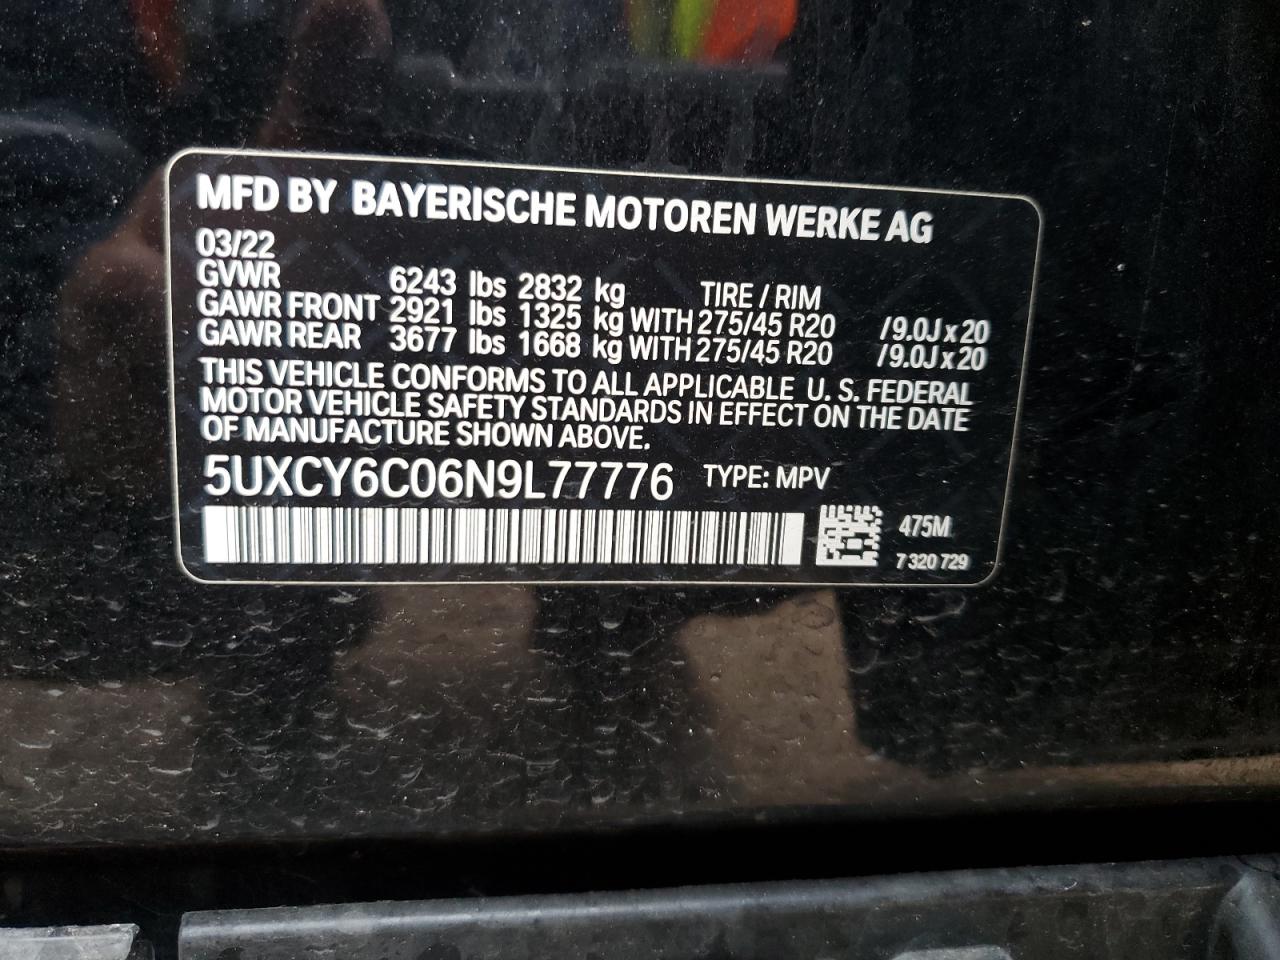 MFD BY BAYERISCHE MOTOREN WERKE AG
03/22
GVWR 6243 lbs 2832 kg TIRE / RIM
GAWR FRONT 2921 lbs 1325 kg WITH 275/45 R20 /9.0J x 20
GAWR REAR 3677 lbs 1668 kg WITH 275/45 R20 /9.0J x 20
THIS VEHICLE CONFORMS TO ALL APPLICABLE U. S. FEDERAL
MOTOR VEHICLE SAFETY STANDARDS IN EFFECT ON THE DATE
OF MANUFACTURE SHOWN ABOVE.
5UXCY6C06N9L77776 TYPE: MPV
475M
7 320 729